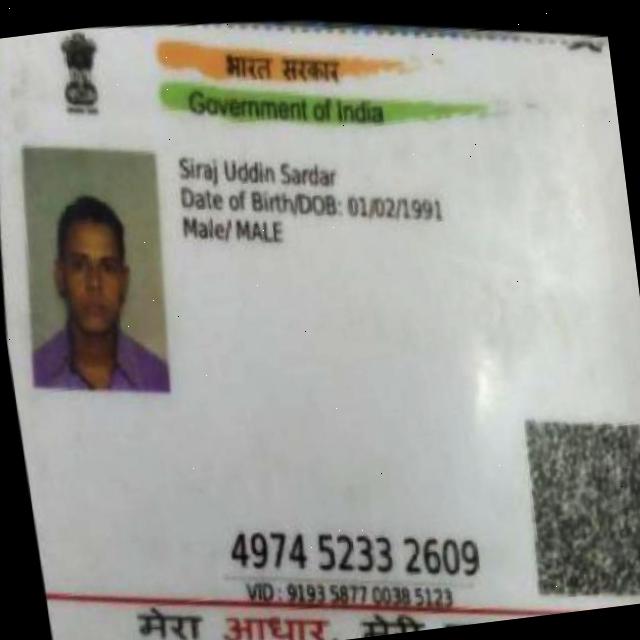 भारत सरकार
Government of India
Siraj Uddin Sardar
Date of Birth/DOB: 01/02/1991
Male/ MALE
4974 5233 2609
VID : 9193 5877 0038 5123
मेरा आधार, मेरी